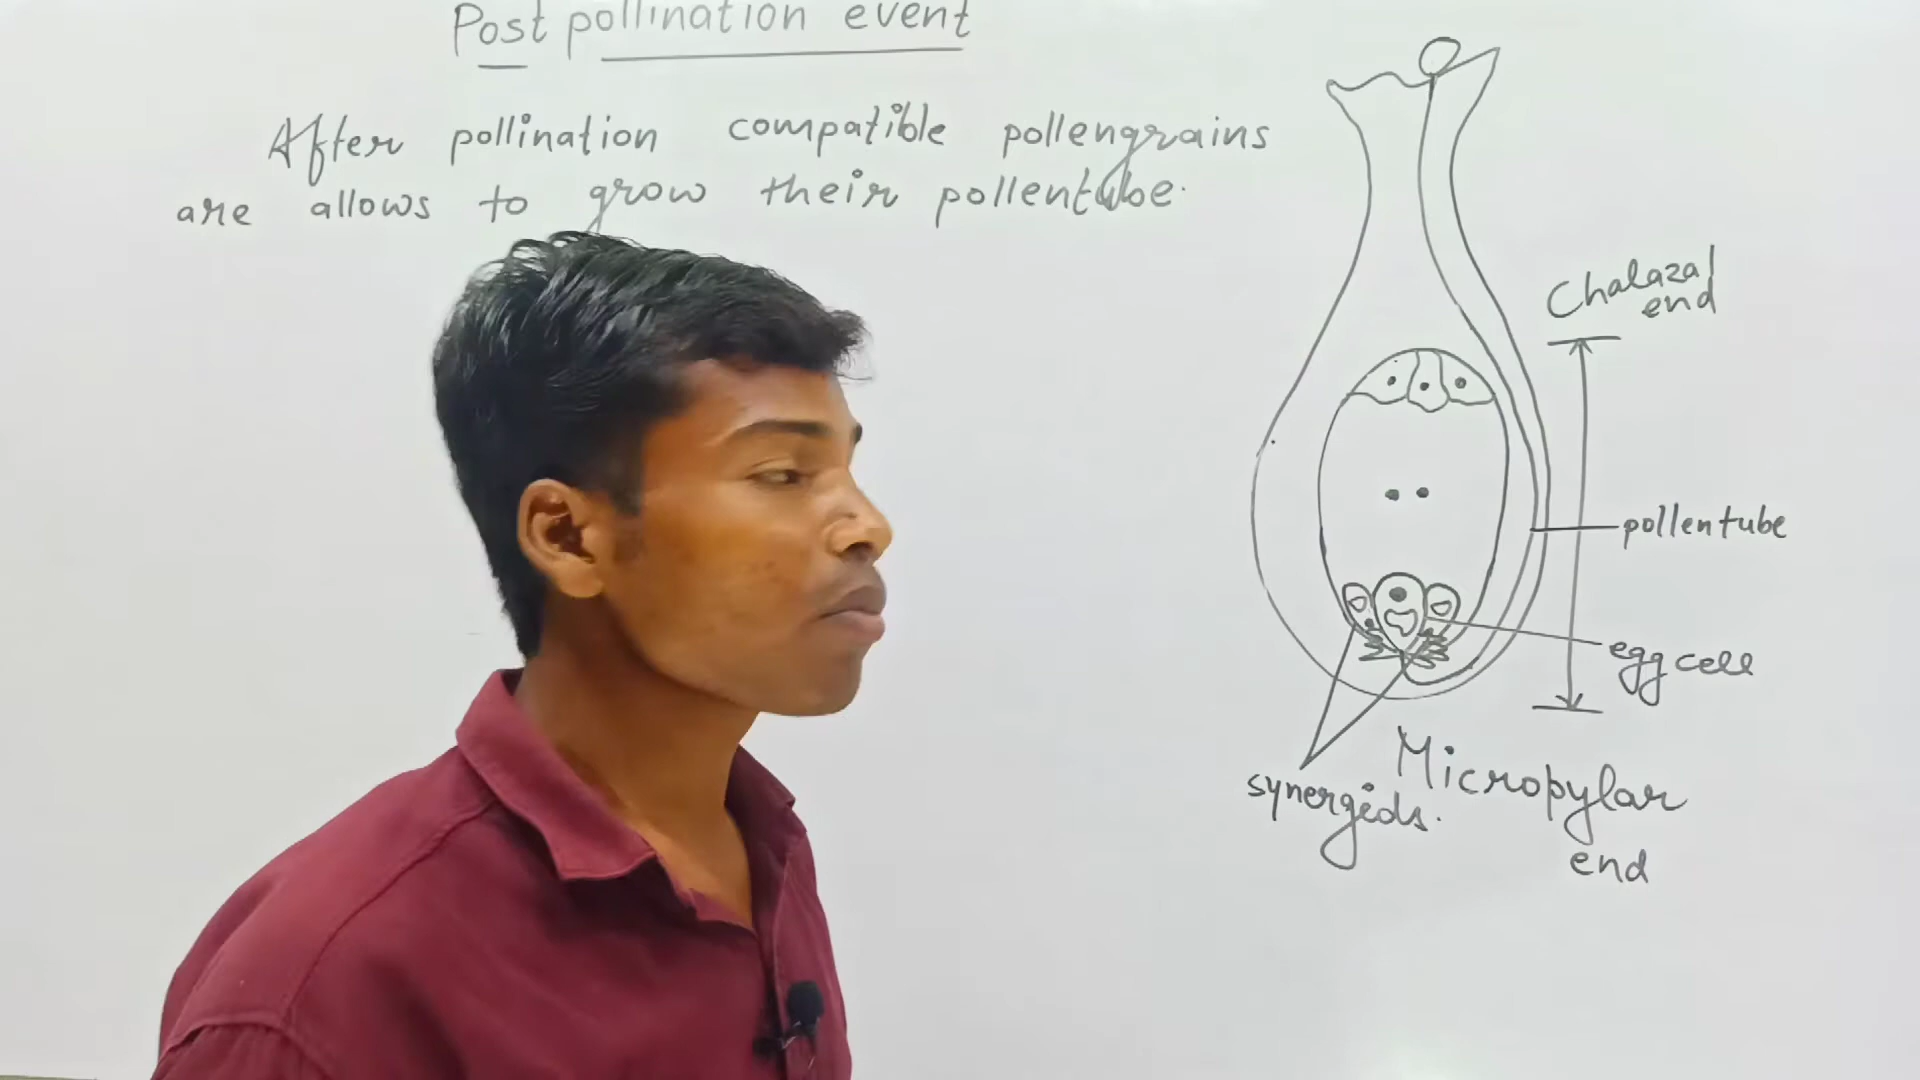 Post pollination event
After pollination compatible pollengrains
are allows to grow their pollentube.
Chalazal
end
pollentube
egg cell
synergids.
Micropylar
end